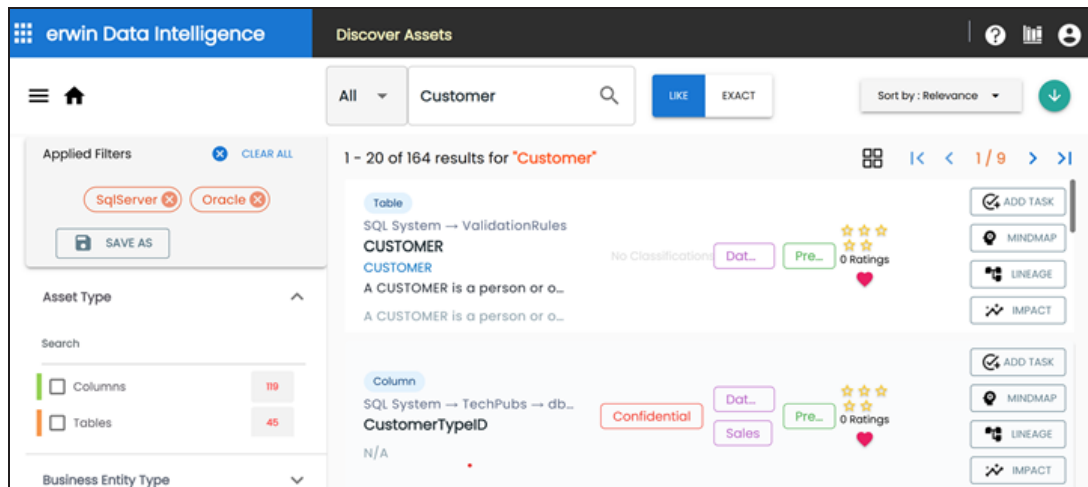 erwin Data Intelligence
Discover Assets
All
Customer
LIKE
EXACT
Sort by : Relevance
Applied Filters
CLEAR ALL
SqlServer
Oracle
SAVE AS
Asset Type
Search
Columns
119
Tables
45
Business Entity Type
1 - 20 of 164 results for "Customer"
1 / 9
Table
SQL System → ValidationRules
CUSTOMER
CUSTOMER
A CUSTOMER is a person or o...
A CUSTOMER is a person or o...
No Classifications
Dat...
Pre...
0 Ratings
ADD TASK
MINDMAP
LINEAGE
IMPACT
Column
SQL System → TechPubs → db...
CustomerTypeID
N/A
Confidential
Dat...
Sales
Pre...
0 Ratings
ADD TASK
MINDMAP
LINEAGE
IMPACT